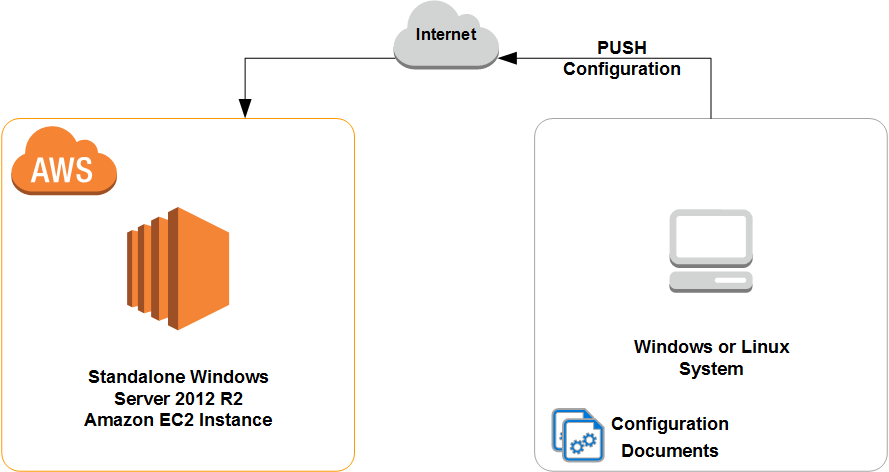 Internet
PUSH
Configuration
AWS
Standalone Windows
Server 2012 R2
Amazon EC2 Instance
Windows or Linux
System
Configuration
Documents